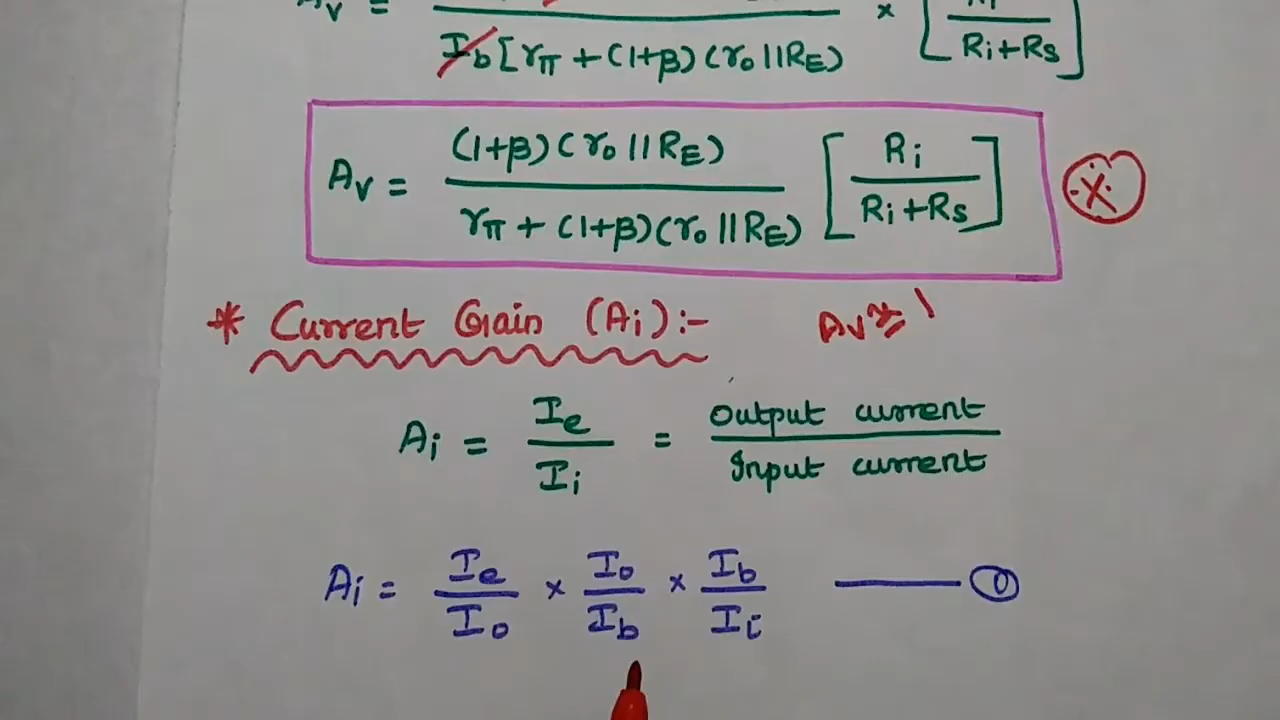 Av = ───── × [ ── / Ri+Rs ]
Ib[rπ + (1+β)(ro||RE)
Av = (1+β)(ro||RE) / rπ + (1+β)(ro||RE) [ Ri / Ri+Rs ]
* Current Gain (Ai):-
Av ≈ 1
Ai = Ie / Ii = Output current / Input current
Ai = Ie / Io × Io / Ib × Ib / Ii ——— ①